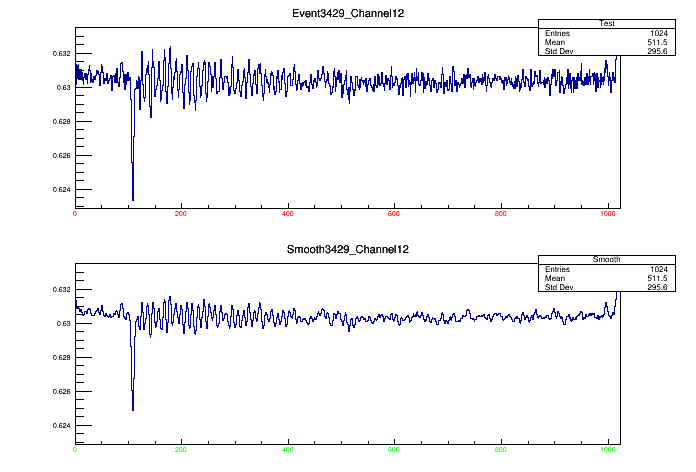 Event3429_Channel12
Test
Entries 1024
Mean 511.5
Std Dev 295.6
0.632
0.63
0.628
0.626
0.624
0 200 400 600 800 1000
Smooth3429_Channel12
Smooth
Entries 1024
Mean 511.5
Std Dev 295.6
0.632
0.63
0.628
0.626
0.624
0 200 400 600 800 1000